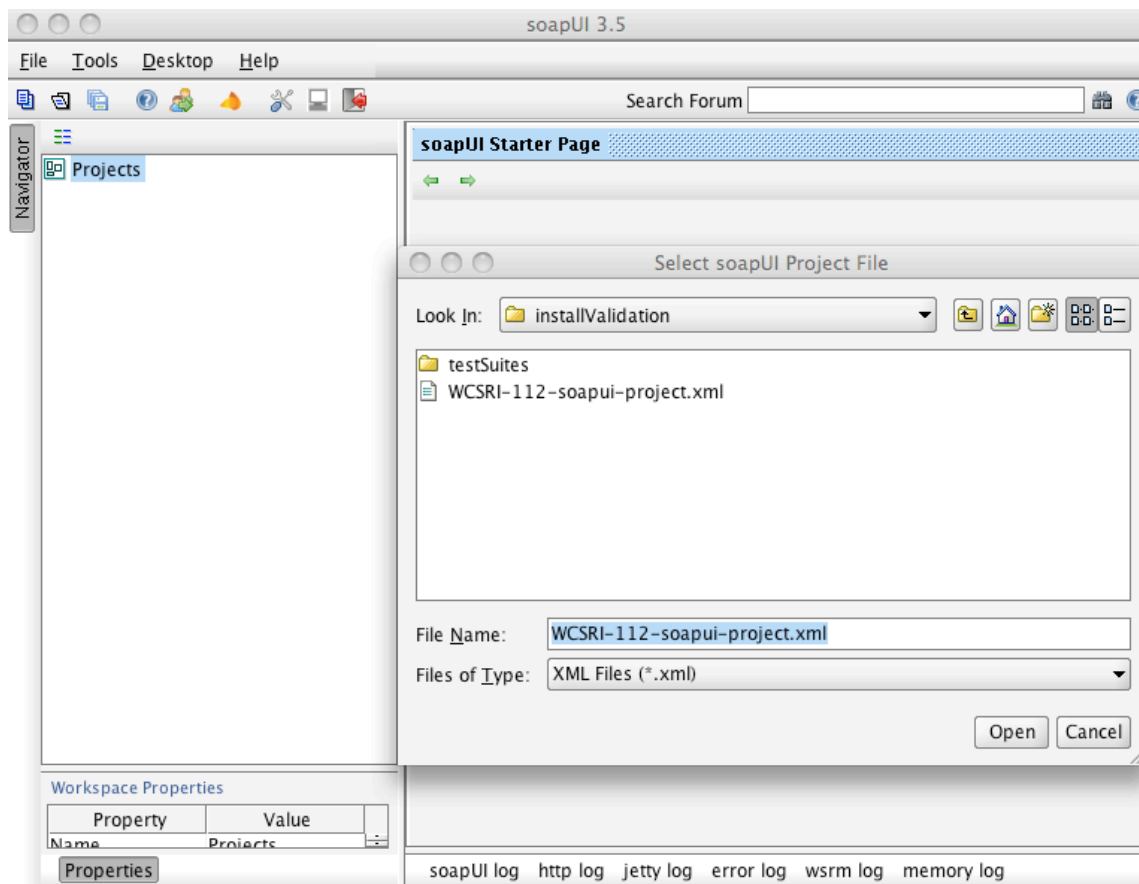 soapUI 3.5
File Tools Desktop Help
Search Forum
Navigator
Projects
soapUI Starter Page
Select soapUI Project File
Look In: installValidation
testSuites
WCSRI-112-soapui-project.xml
File Name: WCSRI-112-soapui-project.xml
Files of Type: XML Files (*.xml)
Open Cancel
Workspace Properties
Property Value
Name Projects
Properties
soapUI log http log jetty log error log wsrm log memory log